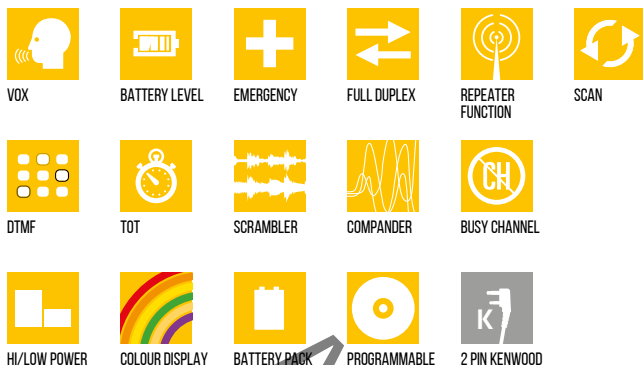 VOX
BATTERY LEVEL
EMERGENCY
FULL DUPLEX
REPEATER
FUNCTION
SCAN
DTMF
TOT
SCRAMBLER
COMPANDER
CH
BUSY CHANNEL
K
HI/LOW POWER
COLOUR DISPLAY
BATTERY PACK
PROGRAMMABLE
2 PIN KENWOOD